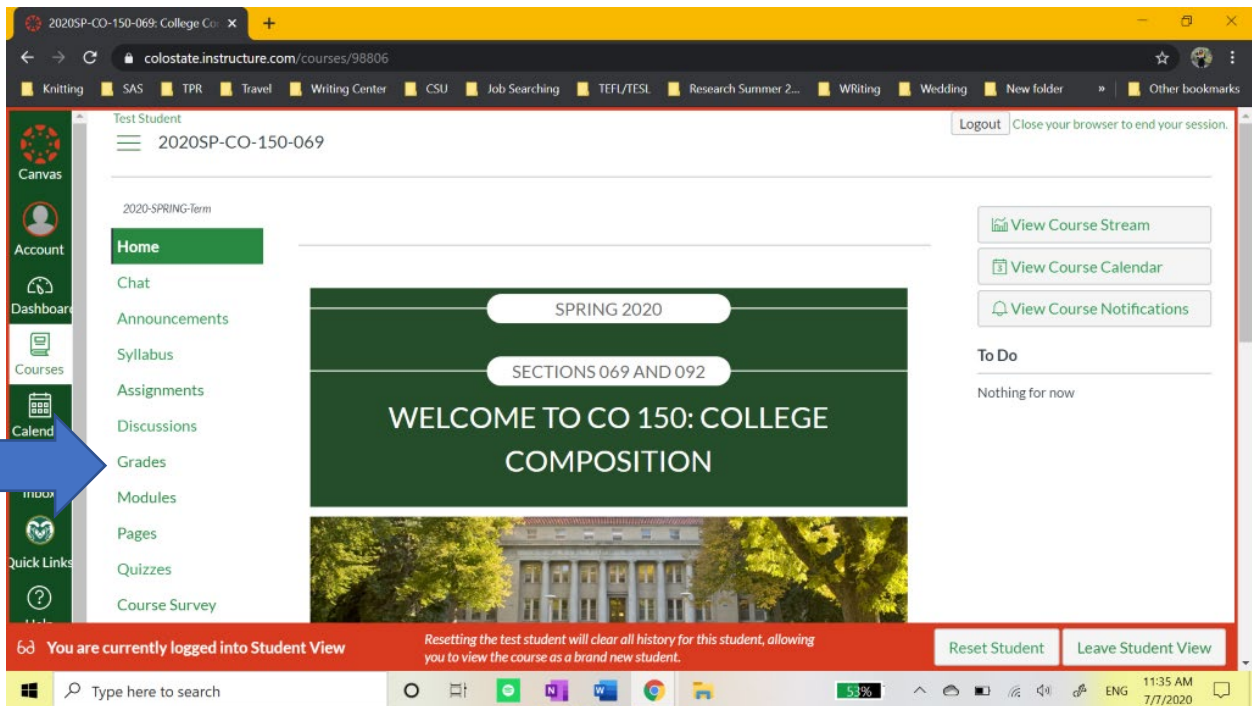 2020SP-CO-150-069: College Co
colostate.instructure.com/courses/98806
Knitting SAS TPR Travel Writing Center CSU Job Searching TEFL/TESL Research Summer 2... WRiting Wedding New folder » Other bookmarks
Canvas
Account
Dashboard
Courses
Calend
Inbox
Quick Links
Help
Test Student
2020SP-CO-150-069
Logout Close your browser to end your session.
2020-SPRING-Term
Home
Chat
Announcements
Syllabus
Assignments
Discussions
Grades
Modules
Pages
Quizzes
Course Survey
SPRING 2020
SECTIONS 069 AND 092
WELCOME TO CO 150: COLLEGE
COMPOSITION
View Course Stream
View Course Calendar
View Course Notifications
To Do
Nothing for now
You are currently logged into Student View
Resetting the test student will clear all history for this student, allowing
you to view the course as a brand new student.
Reset Student
Leave Student View
Type here to search
53%
ENG
11:35 AM
7/7/2020